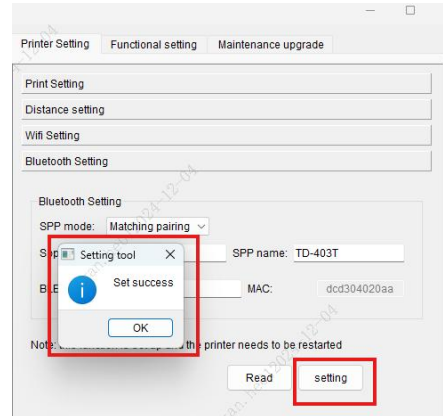 Printer Setting Functional setting Maintenance upgrade
Print Setting
Distance setting
Wifi Setting
Bluetooth Setting
Bluetooth Setting
SPP mode: Matching pairing
SPP name: TD-403T
Setting tool
Set success
OK
MAC: dcd304020aa
the printer needs to be restarted
Read setting